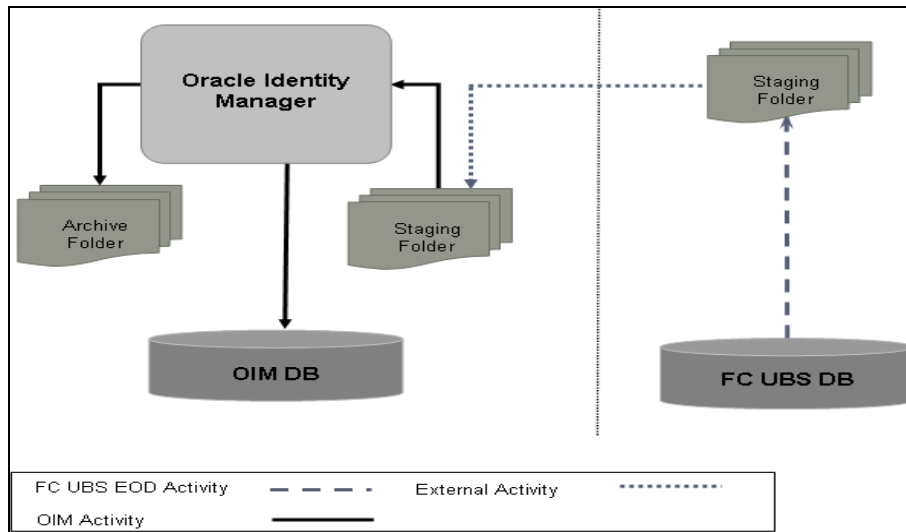 Oracle Identity
Manager
Staging
Folder
Archive
Folder
Staging
Folder
OIM DB
FC UBS DB
FC UBS EOD Activity
External Activity
OIM Activity